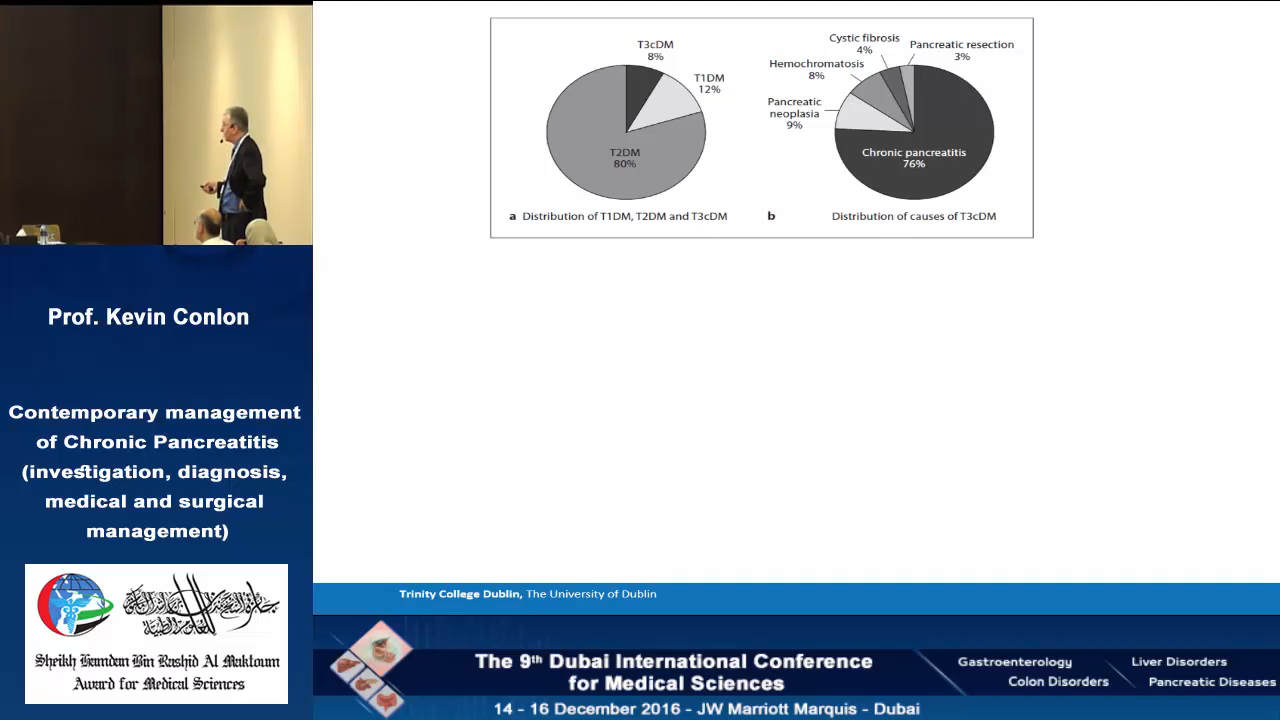 T3cDM
8%
T1DM
12%
T2DM
80%
a Distribution of T1DM, T2DM and T3cDM
Cystic fibrosis
4%
Pancreatic resection
3%
Hemochromatosis
8%
Pancreatic
neoplasia
9%
Chronic pancreatitis
76%
b Distribution of causes of T3cDM
Prof. Kevin Conlon
Contemporary management
of Chronic Pancreatitis
(investigation, diagnosis,
medical and surgical
management)
Sheikh Hamdan Bin Rashid Al Maktoum
Award for Medical Sciences
Trinity College Dublin, The University of Dublin
The 9th Dubai International Conference
for Medical Sciences
Gastroenterology
Liver Disorders
Colon Disorders
Pancreatic Diseases
14 - 16 December 2016 - JW Marriott Marquis - Dubai